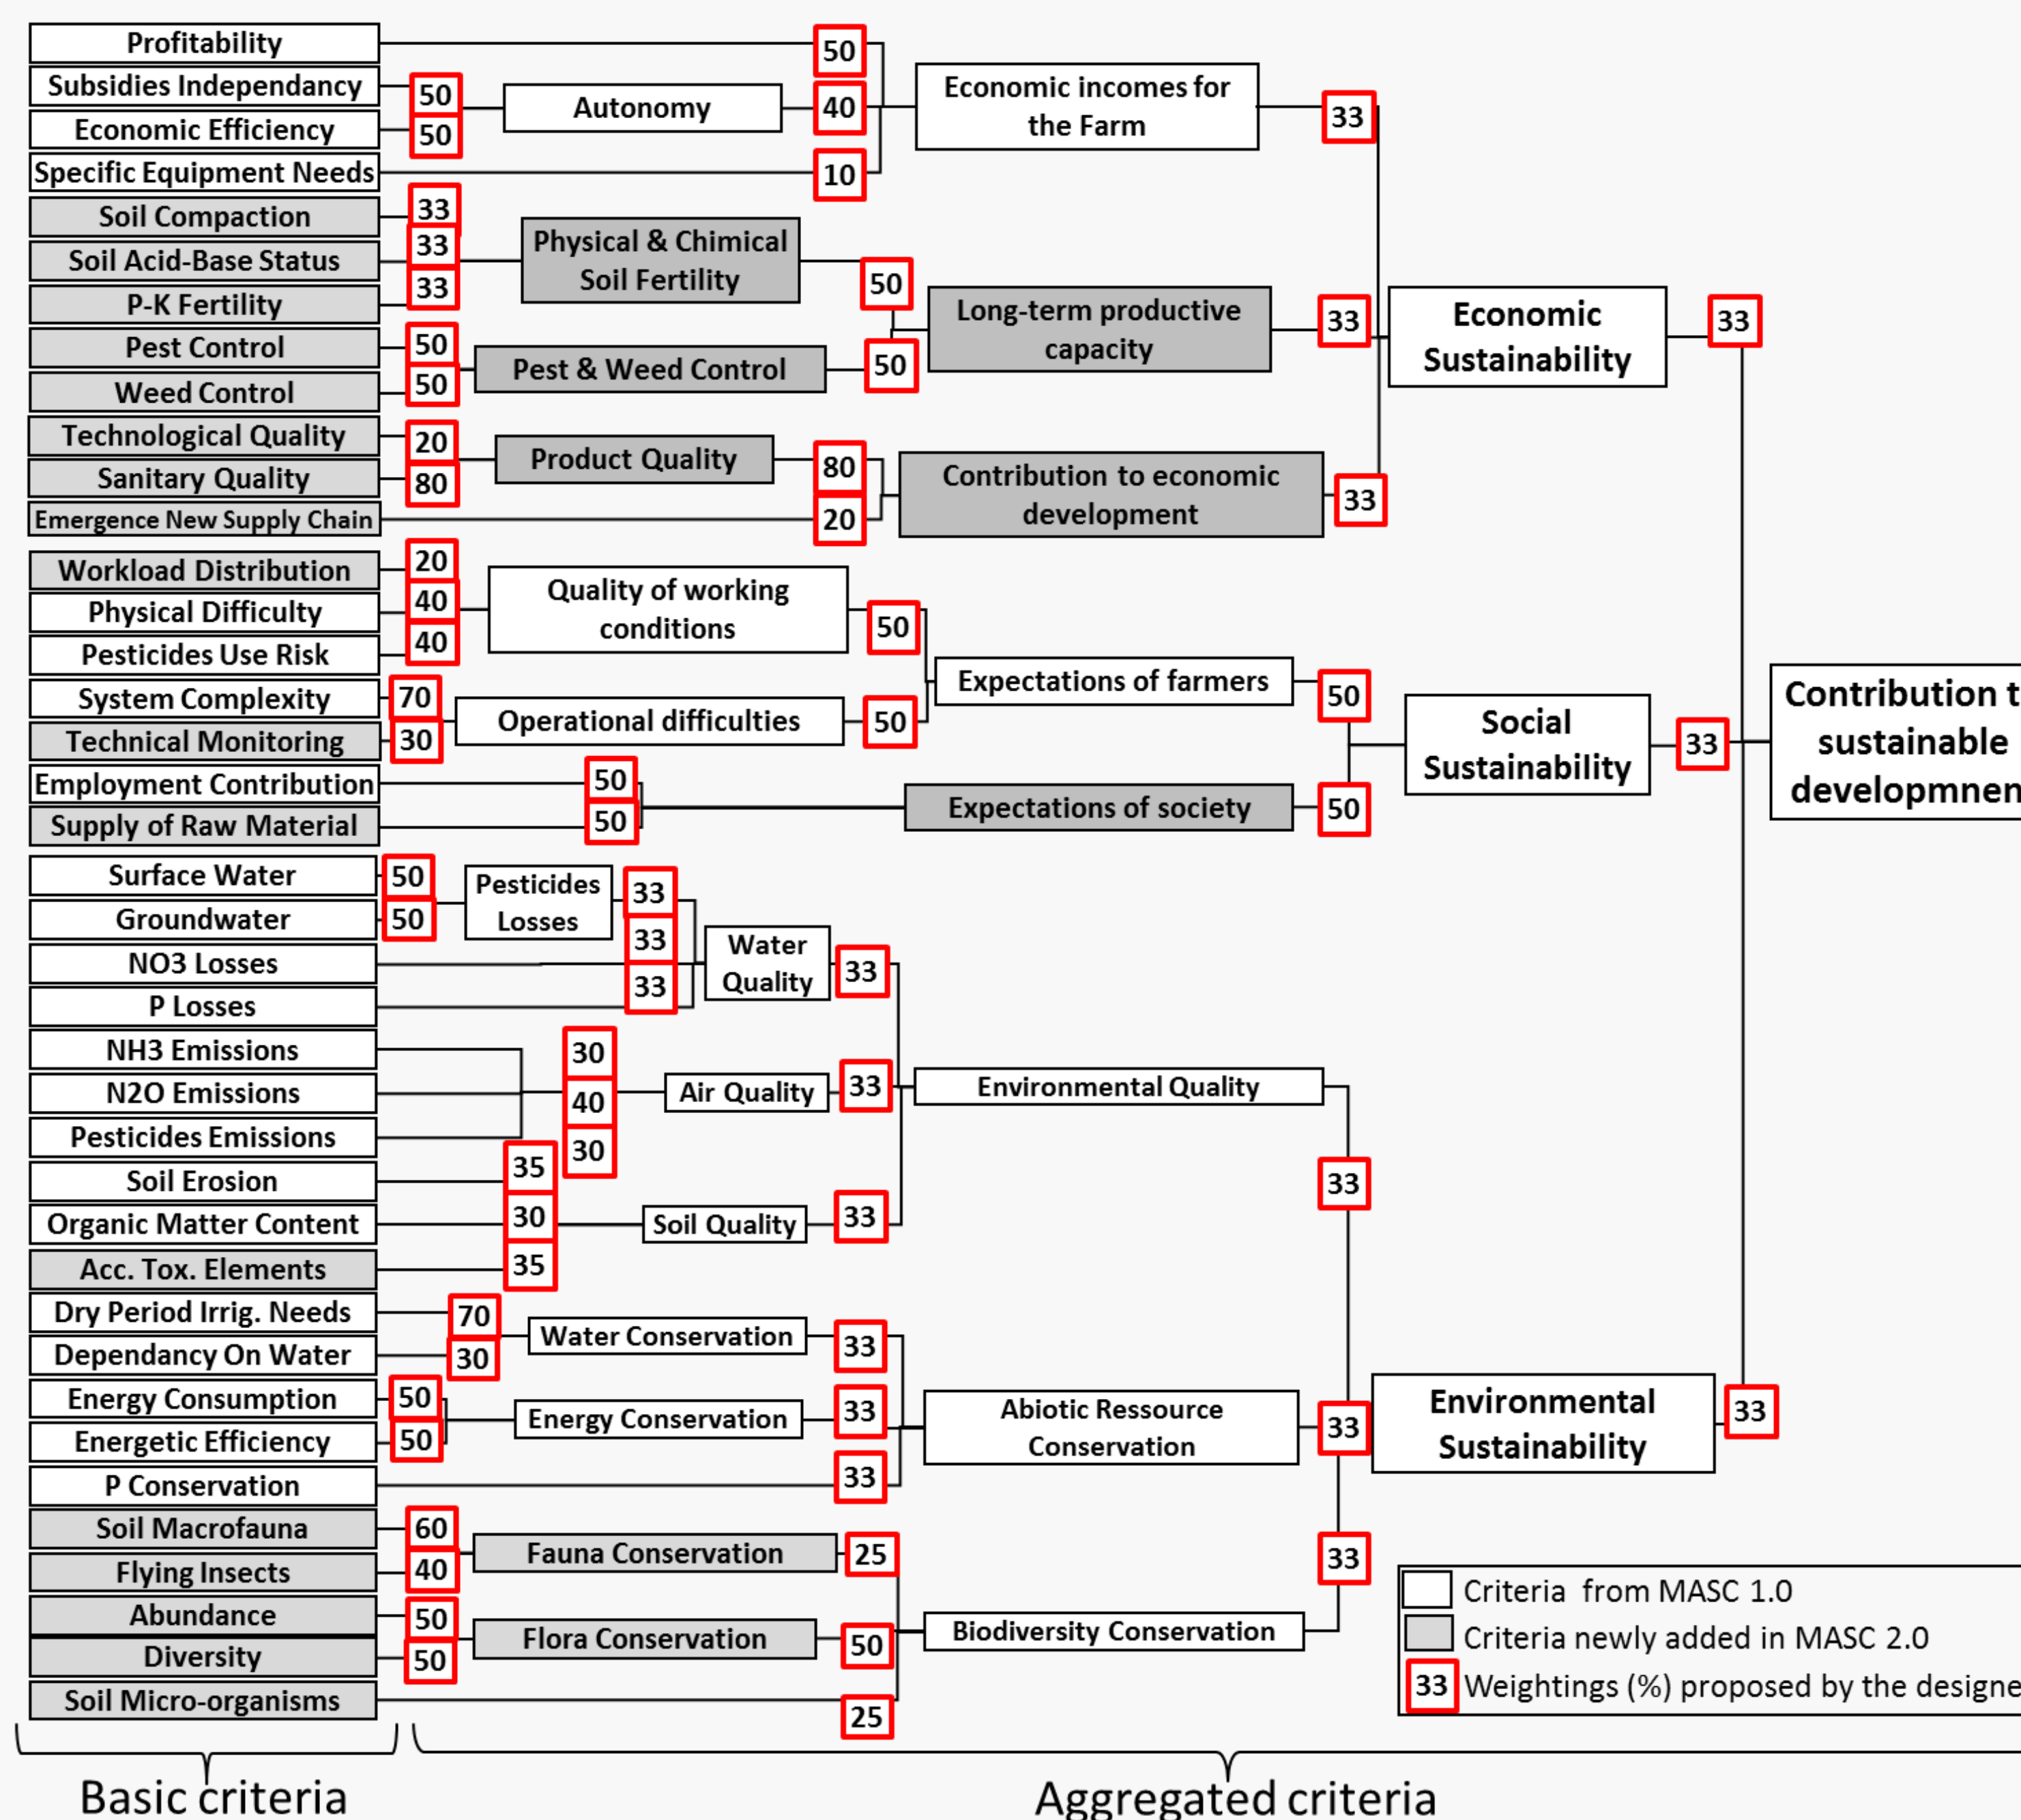 Profitability
50
Subsidies Independancy
50
Autonomy
40
Economic incomes for
the Farm
33
Economic Efficiency
50
Specific Equipment Needs
10
Soil Compaction
33
Soil Acid-Base Status
33
Physical & Chimical
Soil Fertility
50
P-K Fertility
33
Long-term productive
capacity
33
Economic
Sustainability
33
Pest Control
50
Pest & Weed Control
50
Weed Control
50
Technological Quality
20
Product Quality
80
Contribution to economic
development
33
Sanitary Quality
80
Emergence New Supply Chain
20
Workload Distribution
20
Quality of working
conditions
50
Physical Difficulty
40
Pesticides Use Risk
40
Expectations of farmers
50
System Complexity
70
Operational difficulties
50
Technical Monitoring
30
Social
Sustainability
33
Contribution t
sustainable
developmnen
Employment Contribution
50
Expectations of society
50
Supply of Raw Material
50
Surface Water
50
Pesticides
Losses
33
Groundwater
50
33
Water
Quality
33
NO3 Losses
33
P Losses
NH3 Emissions
30
N2O Emissions
40
Air Quality
33
Environmental Quality
33
Pesticides Emissions
30
Soil Erosion
35
Organic Matter Content
30
Soil Quality
33
Acc. Tox. Elements
35
Dry Period Irrig. Needs
70
Water Conservation
33
Dependancy On Water
30
Energy Consumption
50
Energy Conservation
33
Abiotic Ressource
Conservation
33
Environmental
Sustainability
33
Energetic Efficiency
50
P Conservation
33
Soil Macrofauna
60
Fauna Conservation
25
Flying Insects
40
33
Abundance
50
Flora Conservation
50
Biodiversity Conservation
Diversity
50
Soil Micro-organisms
25
Criteria from MASC 1.0
Criteria newly added in MASC 2.0
33 Weightings (%) proposed by the designe
Basic criteria
Aggregated criteria